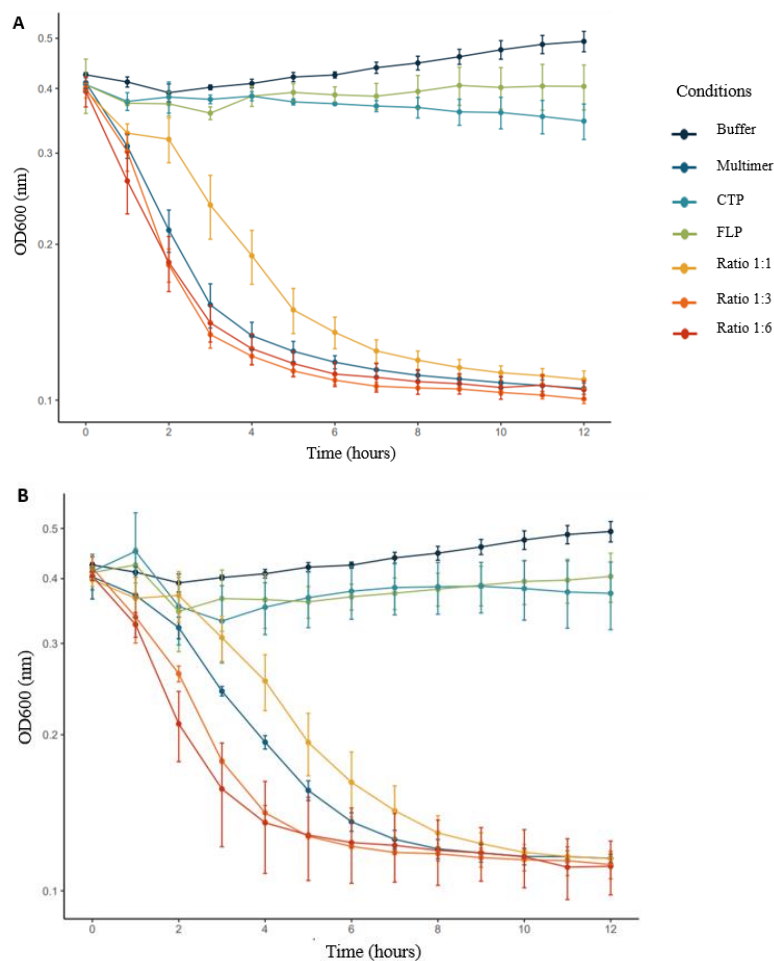 A
0.5
0.4
0.3
0.2
0.1
OD600 (nm)
0 2 4 6 8 10 12
Time (hours)
Conditions
Buffer
Multimer
CTP
FLP
Ratio 1:1
Ratio 1:3
Ratio 1:6
B
0.5
0.4
0.3
0.2
0.1
OD600 (nm)
0 2 4 6 8 10 12
Time (hours)